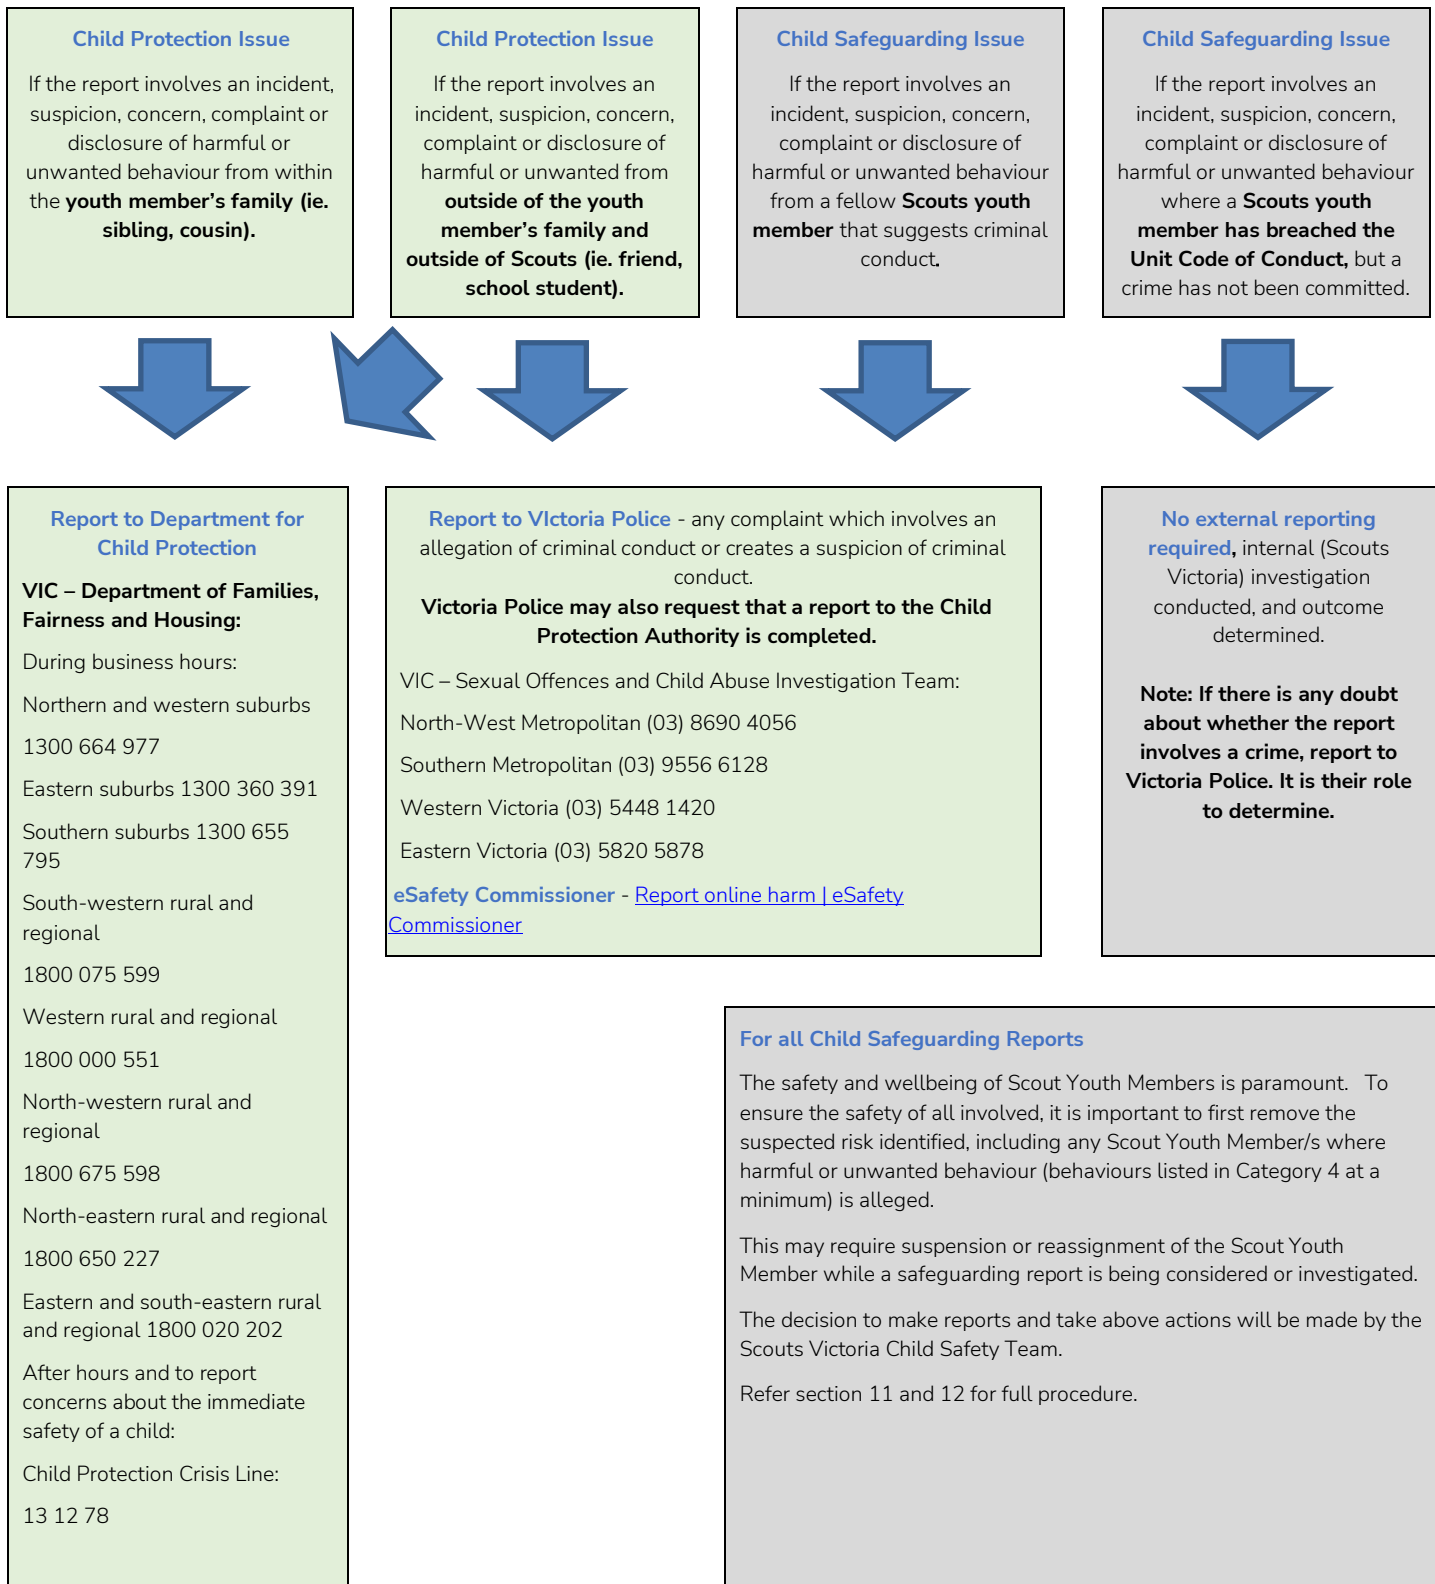 Child Protection Issue
If the report involves an incident,
suspicion, concern, complaint or
disclosure of harmful or
unwanted behaviour from within
the youth member's family (ie.
sibling, cousin).
Child Protection Issue
If the report involves an
incident, suspicion, concern,
complaint or disclosure of
harmful or unwanted from
outside of the youth
member's family and
outside of Scouts (ie. friend,
school student).
Child Safeguarding Issue
If the report involves an
incident, suspicion, concern,
complaint or disclosure of
harmful or unwanted behaviour
from a fellow Scouts youth
member that suggests criminal
conduct.
Child Safeguarding Issue
If the report involves an
incident, suspicion, concern,
complaint or disclosure of
harmful or unwanted behaviour
where a Scouts youth
member has breached the
Unit Code of Conduct, but a
crime has not been committed.
Report to Department for
Child Protection
VIC – Department of Families,
Fairness and Housing:
During business hours:
Northern and western suburbs
1300 664 977
Eastern suburbs 1300 360 391
Southern suburbs 1300 655
795
South-western rural and
regional
1800 075 599
Western rural and regional
1800 000 551
North-western rural and
regional
1800 675 598
North-eastern rural and regional
1800 650 227
Eastern and south-eastern rural
and regional 1800 020 202
After hours and to report
concerns about the immediate
safety of a child:
Child Protection Crisis Line:
13 12 78
Report to VIctoria Police - any complaint which involves an
allegation of criminal conduct or creates a suspicion of criminal
conduct.
Victoria Police may also request that a report to the Child
Protection Authority is completed.
VIC – Sexual Offences and Child Abuse Investigation Team:
North-West Metropolitan (03) 8690 4056
Southern Metropolitan (03) 9556 6128
Western Victoria (03) 5448 1420
Eastern Victoria (03) 5820 5878
eSafety Commissioner - Report online harm | eSafety
Commissioner
No external reporting
required, internal (Scouts
Victoria) investigation
conducted, and outcome
determined.
Note: If there is any doubt
about whether the report
involves a crime, report to
Victoria Police. It is their role
to determine.
For all Child Safeguarding Reports
The safety and wellbeing of Scout Youth Members is paramount. To
ensure the safety of all involved, it is important to first remove the
suspected risk identified, including any Scout Youth Member/s where
harmful or unwanted behaviour (behaviours listed in Category 4 at a
minimum) is alleged.
This may require suspension or reassignment of the Scout Youth
Member while a safeguarding report is being considered or investigated.
The decision to make reports and take above actions will be made by the
Scouts Victoria Child Safety Team.
Refer section 11 and 12 for full procedure.